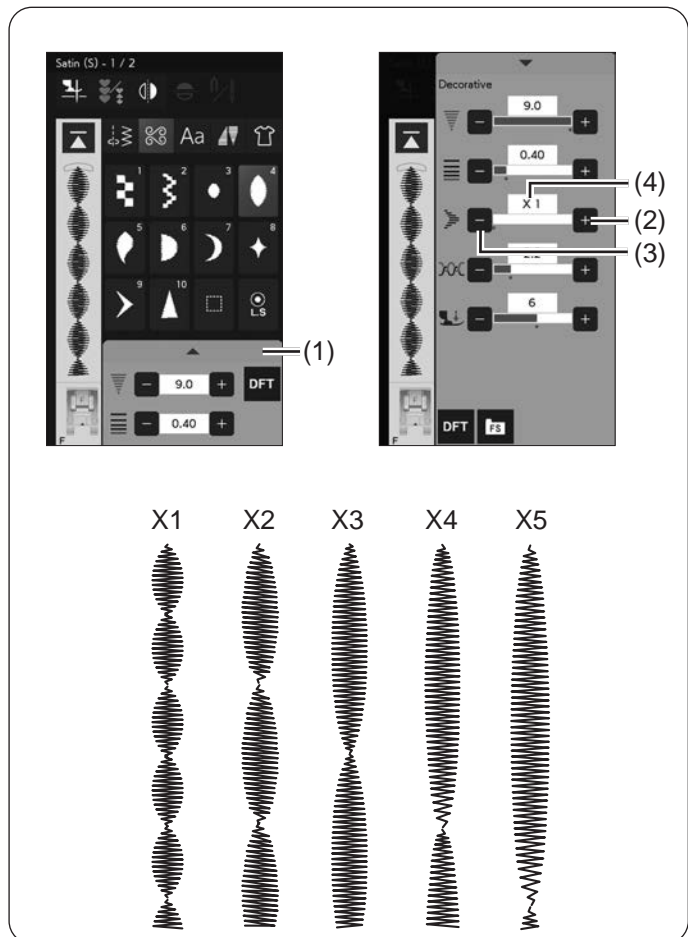 Satin (S) - 1 / 2
Aa
1
2
3
4
5
6
7
8
9
10
L.S
(1)
9.0
DFT
0.40
F
Decorative
9.0
0.40
(4)
X 1
(2)
(3)
6
DFT
FS
F
X1 X2 X3 X4 X5